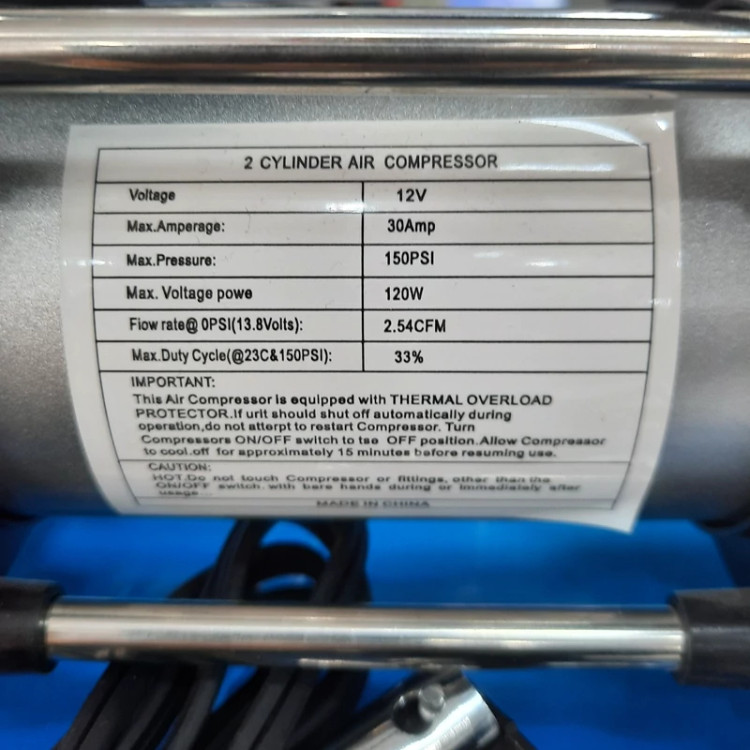 2 CYLINDER AIR COMPRESSOR
Voltage 12V
Max.Amperage: 30Amp
Max.Pressure: 150PSI
Max. Voltage powe 120W
Flow rate@ 0PSI(13.8Volts): 2.54CFM
Max.Duty Cycle(@23C&150PSI): 33%
IMPORTANT:
This Air Compressor is equipped with THERMAL OVERLOAD
PROTECTOR.If urit should shut off automatically during
operation,do not atterpt to restart Compressor. Turn
Compressors ON/OFF switch to tse OFF position.Allow Compressor
to cool.off for approximately 15 minutes before resuming use.
CAUTION:
HOT.Do not touch Compressor or fittings, other than the
ON/OFF switch.with bare hands during or immediately after
usage...
MADE IN CHINA